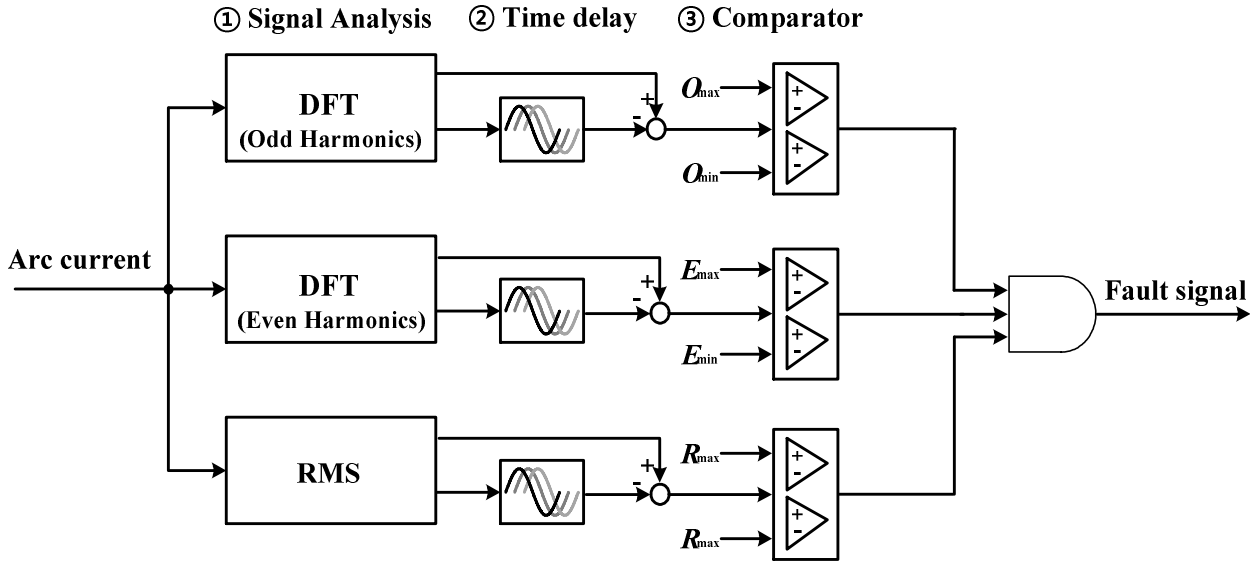 ① Signal Analysis
② Time delay
③ Comparator
DFT
(Odd Harmonics)
+
-
Omax
Omin
+
-
+
-
Arc current
DFT
(Even Harmonics)
+
-
Emax
Emin
+
-
+
-
Fault signal
RMS
+
-
Rmax
Rmax
+
-
+
-